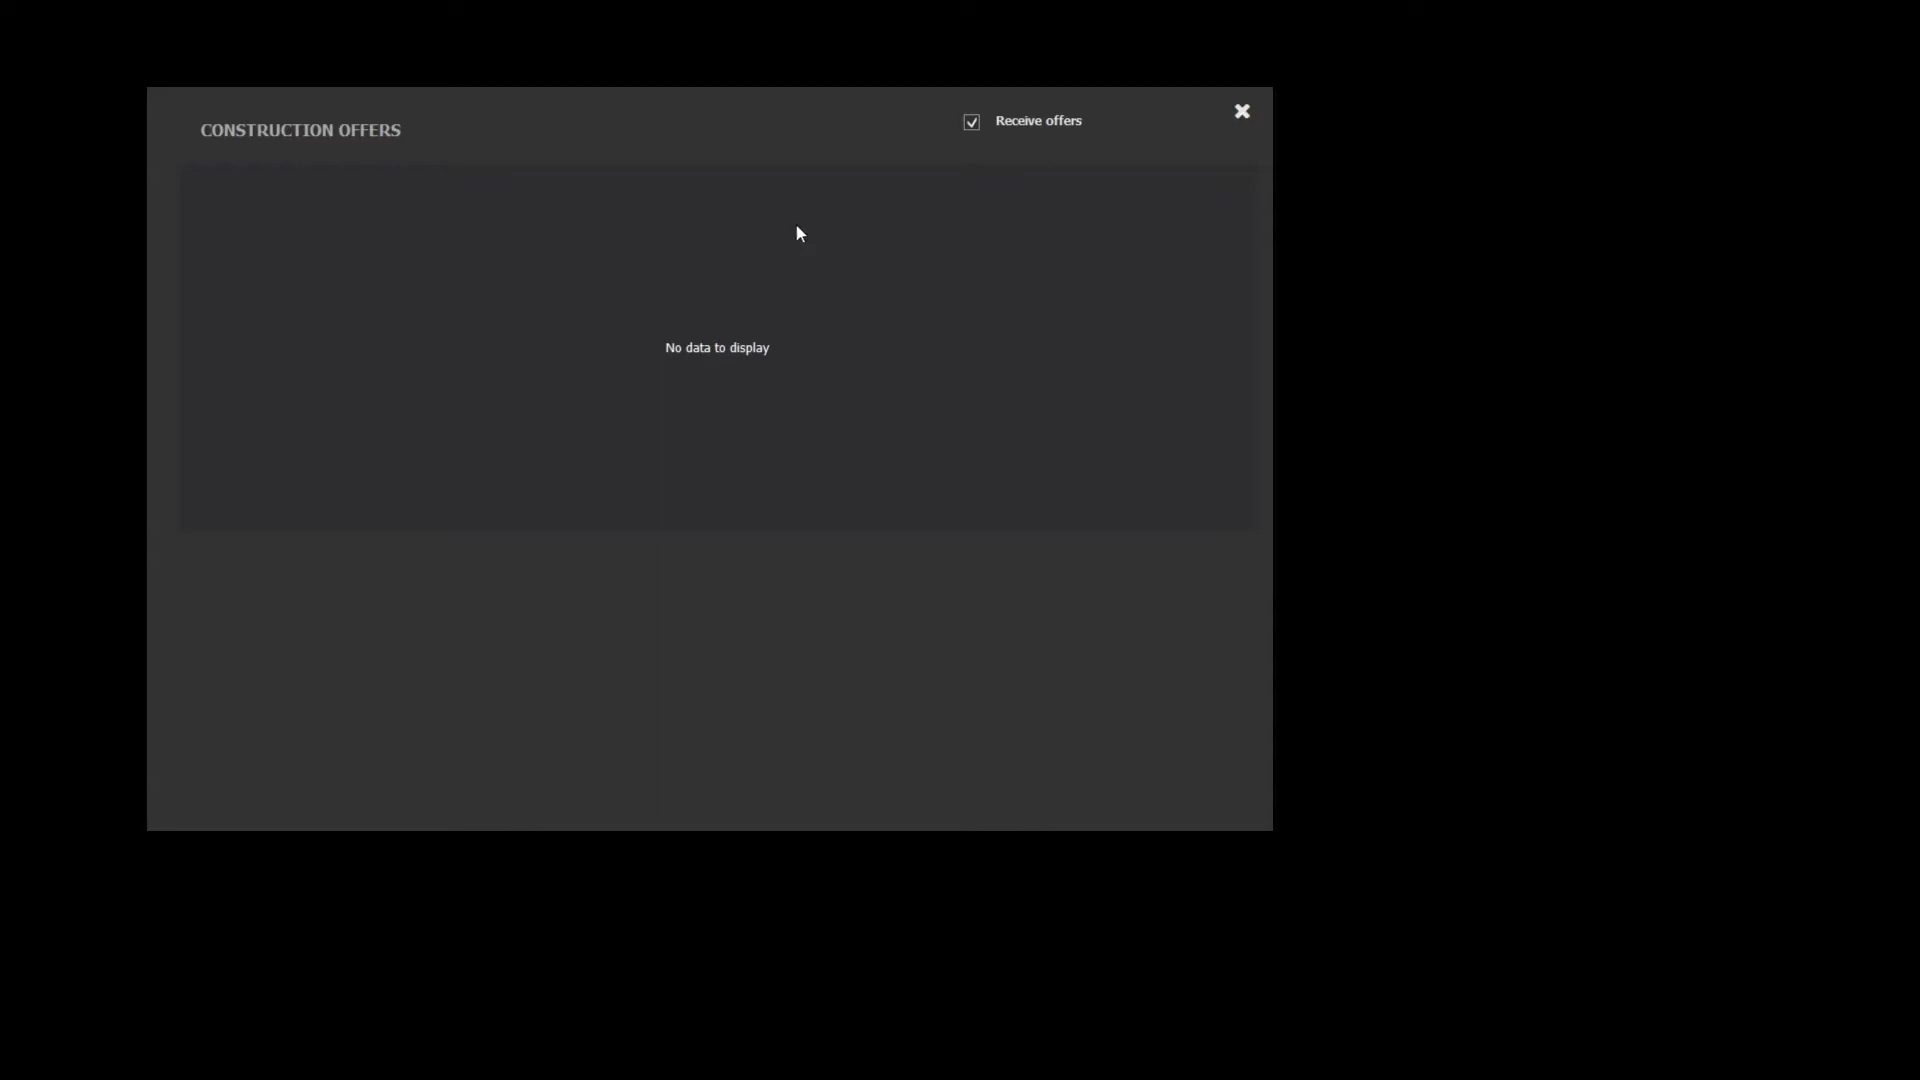 CONSTRUCTION OFFERS
Receive offers
No data to display